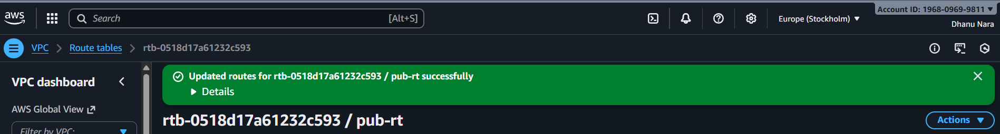 aws
Search
[Alt+S]
Europe (Stockholm)
Account ID: 1968-0969-9811
Dhanu Nara
VPC
Route tables
rtb-0518d17a61232c593
VPC dashboard
AWS Global View
Filter by VPC:
Updated routes for rtb-0518d17a61232c593 / pub-rt successfully
Details
rtb-0518d17a61232c593 / pub-rt
Actions